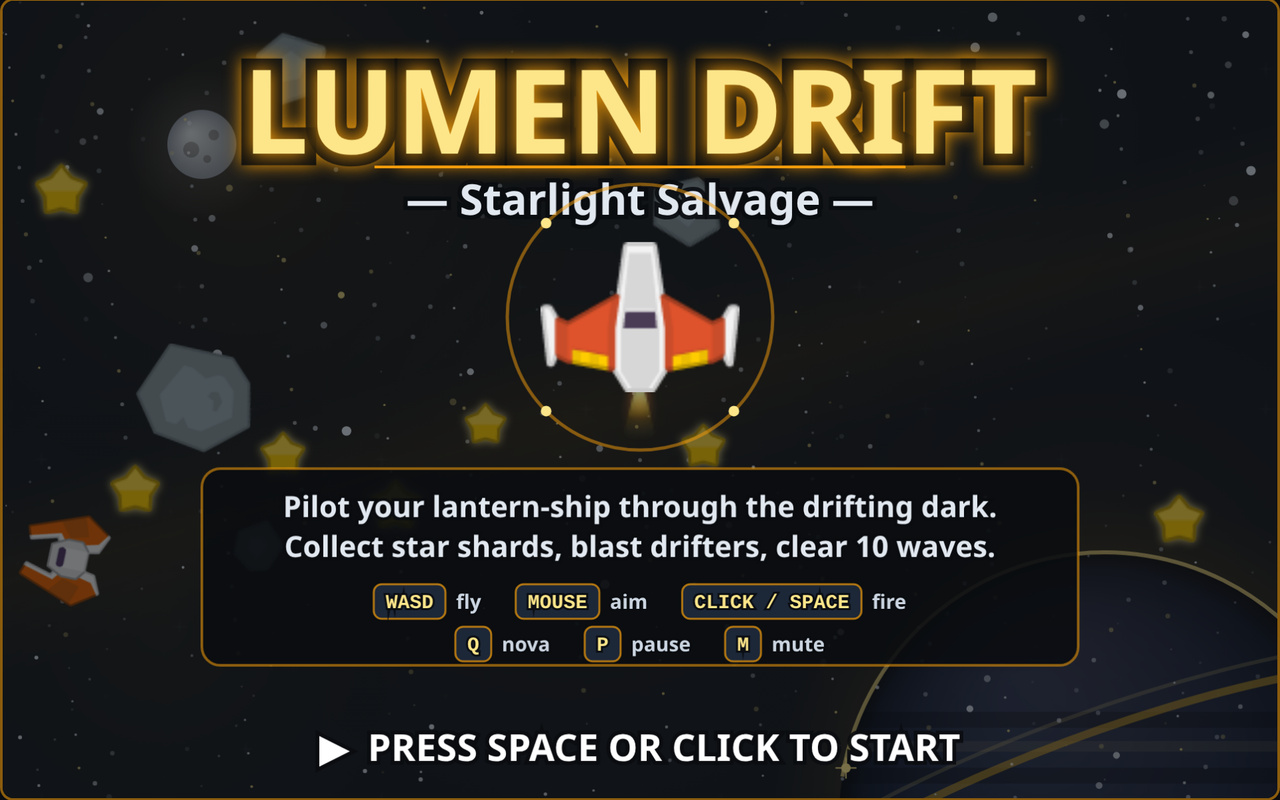 LUMEN DRIFT
— Starlight Salvage —
Pilot your lantern-ship through the drifting dark.
Collect star shards, blast drifters, clear 10 waves.
WASD fly MOUSE aim CLICK / SPACE fire
Q nova P pause M mute
▶ PRESS SPACE OR CLICK TO START